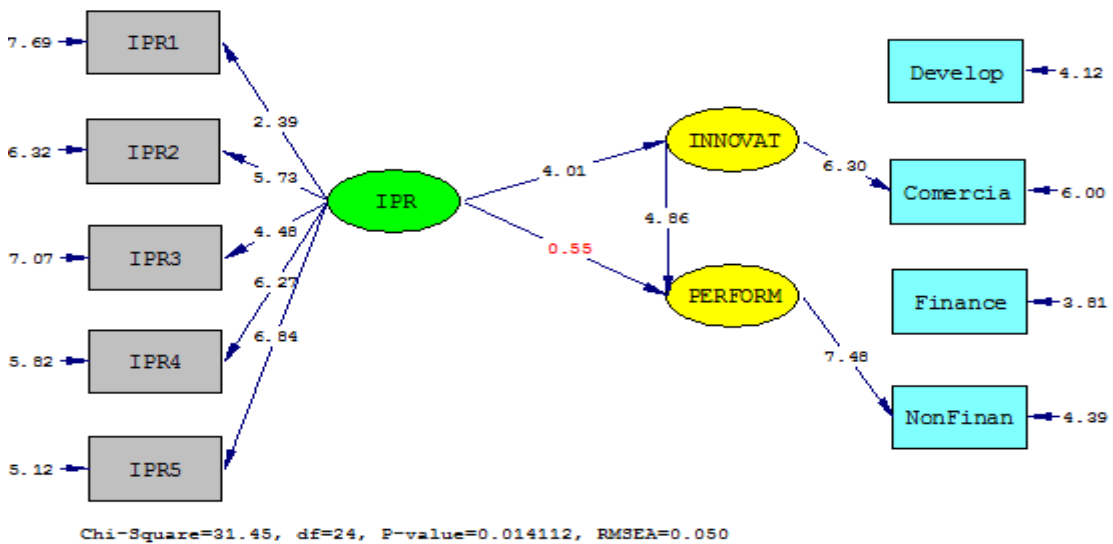 7.69 IPR1
6.32 IPR2
7.07 IPR3
5.82 IPR4
5.12 IPR5
2.39
5.73
4.48
6.27
6.84
IPR
4.01
0.55
INNOVAT
4.86
PERFORM
6.30
7.48
Develop 4.12
Comercia 6.00
Finance 3.81
NonFinan 4.39
Chi-Square=31.45, df=24, P-value=0.014112, RMSEA=0.050